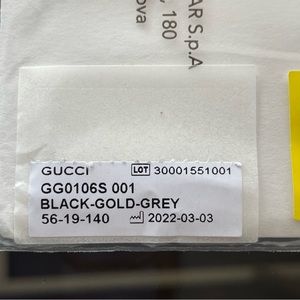 AR S.p.A
, 180
ova
GUCCI LOT 30001551001
GG0106S 001
BLACK-GOLD-GREY
56-19-140 2022-03-03